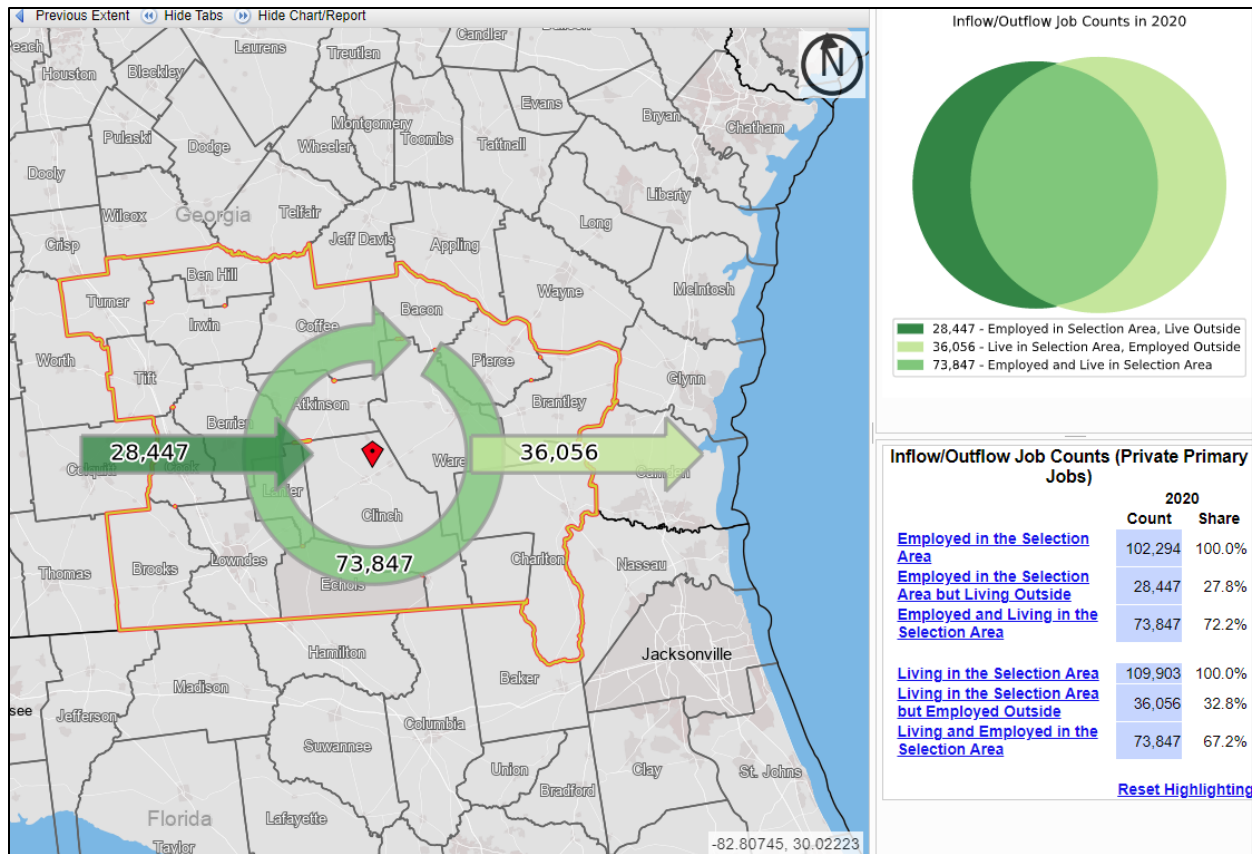 Previous Extent Hide Tabs Hide Chart/Report
Candler
Laurens
Treutlen
Peach
Houston
Bleckley
Evans
Bryan
Chatham
Montgomery
Pulaski
Dodge
Wheeler
Toombs
Tattnall
Dooly
Liberty
Wilcox
Georgia
Telfair
Long
Crisp
Jeff Davis
Appling
Ben Hill
McIntosh
Turner
Wayne
Bacon
Irwin
Coffee
Worth
Pierce
Tift
Glynn
Atkinson
Brantley
Berrien
28,447
36,056
Colquitt
Cook
Ware
Camden
Lanier
Clinch
73,847
Thomas
Brooks
Lowndes
Charlton
Nassau
Echols
Hamilton
Jacksonville
Madison
Baker
see
Jefferson
Columbia
Suwannee
Union
Clay
St. Johns
Bradford
Florida
Lafayette
Taylor
-82.80745, 30.02223
N
Inflow/Outflow Job Counts in 2020
28,447 - Employed in Selection Area, Live Outside
36,056 - Live in Selection Area, Employed Outside
73,847 - Employed and Live in Selection Area
Inflow/Outflow Job Counts (Private Primary
Jobs)
2020
Count Share
Employed in the Selection
Area 102,294 100.0%
Employed in the Selection
Area but Living Outside 28,447 27.8%
Employed and Living in the
Selection Area 73,847 72.2%
Living in the Selection Area 109,903 100.0%
Living in the Selection Area
but Employed Outside 36,056 32.8%
Living and Employed in the
Selection Area 73,847 67.2%
Reset Highlighting